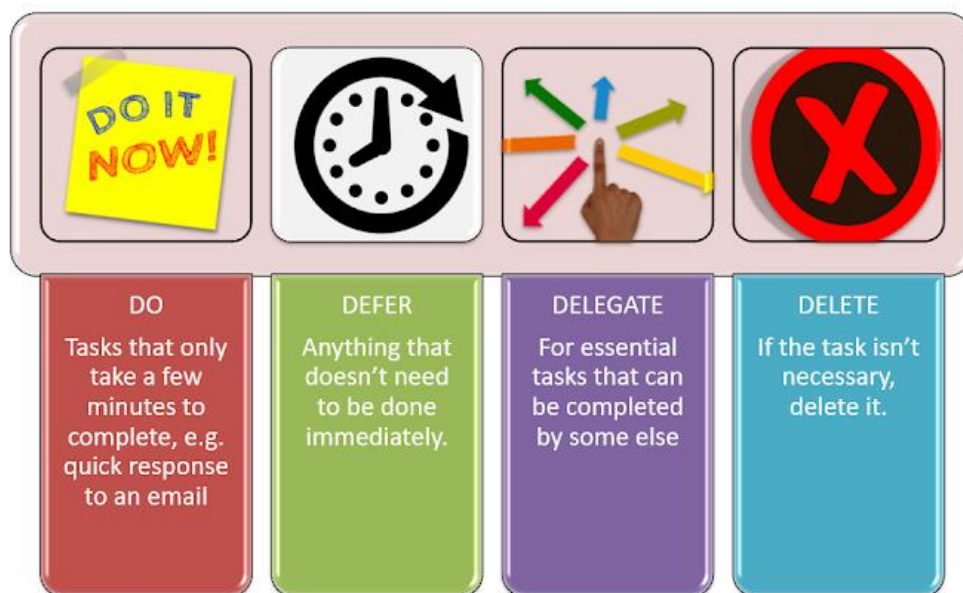 DO IT
NOW!
DO
Tasks that only
take a few
minutes to
complete, e.g.
quick response
to an email
DEFER
Anything that
doesn't need
to be done
immediately.
DELEGATE
For essential
tasks that can
be completed
by some else
DELETE
If the task isn't
necessary,
delete it.